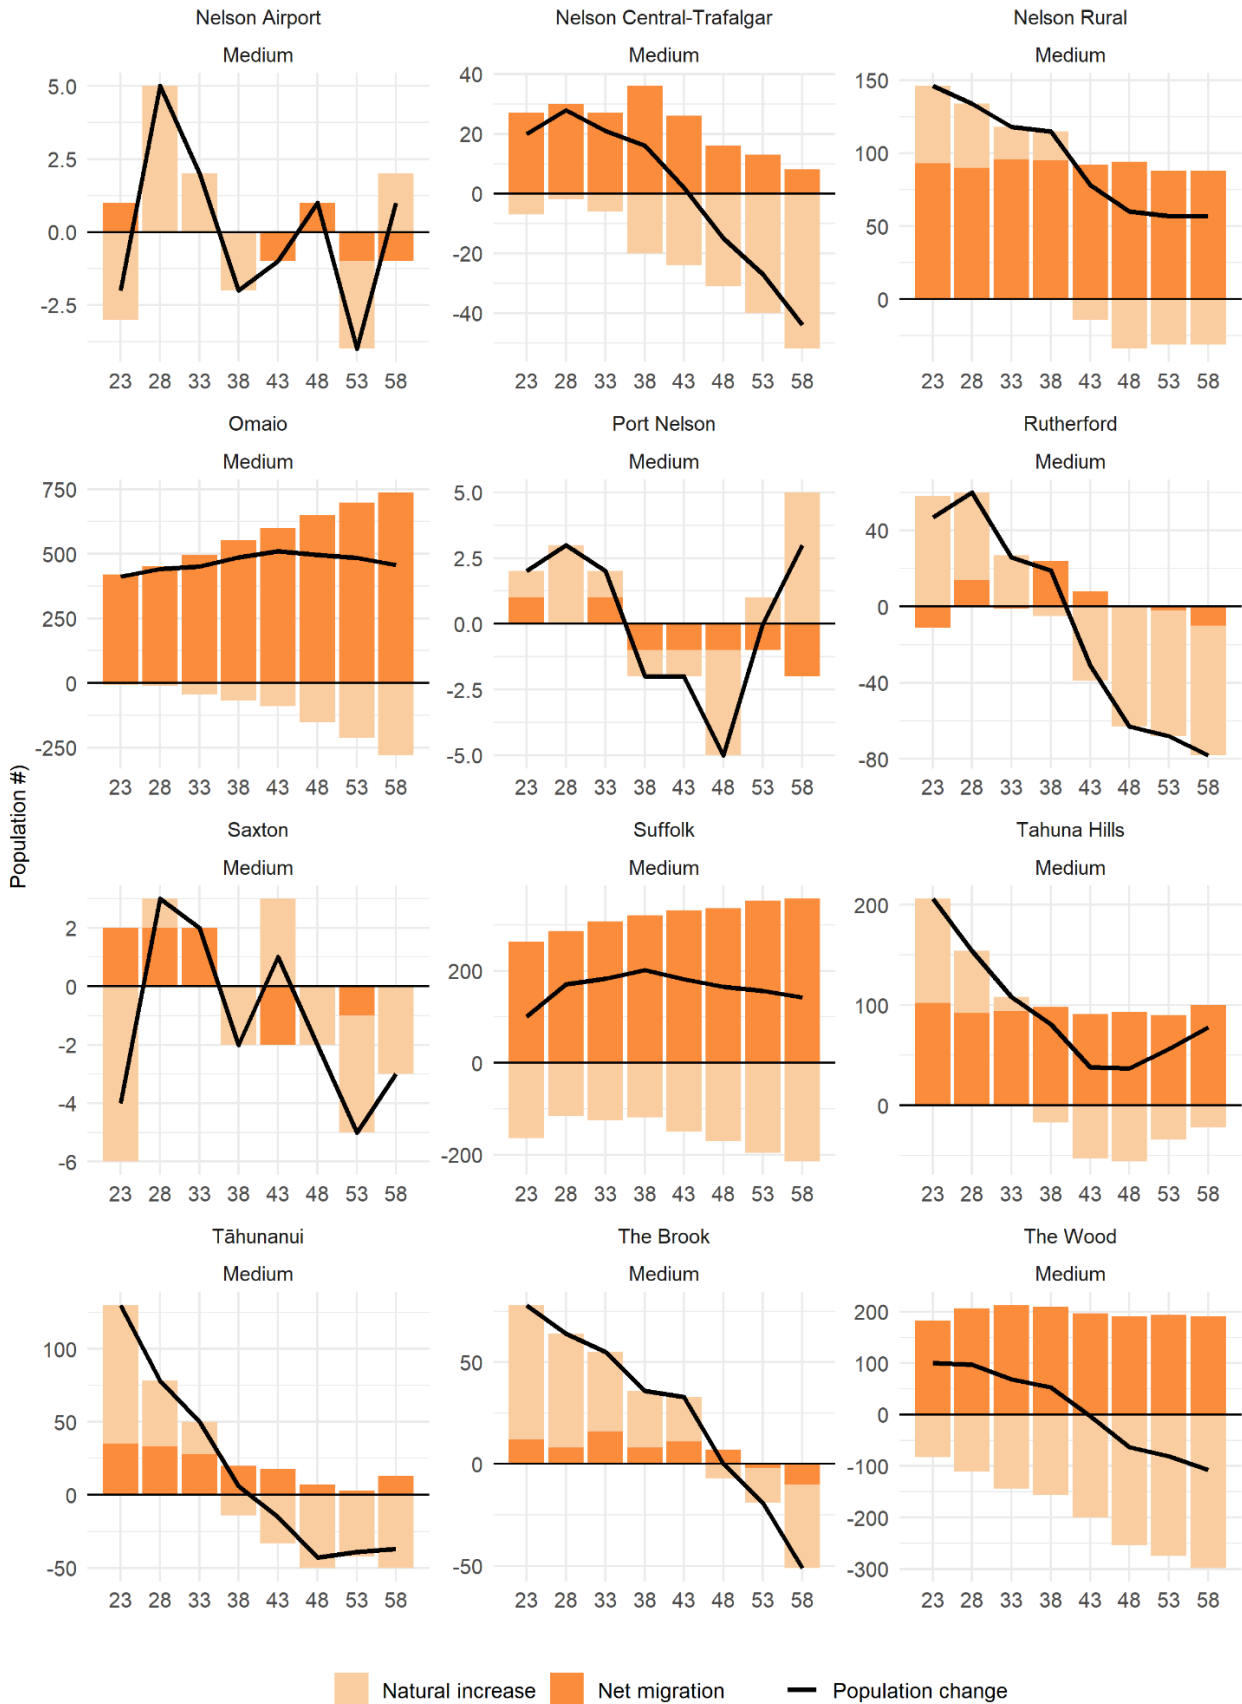 Nelson Airport
Nelson Central-Trafalgar
Nelson Rural
Medium
Medium
Medium
5.0
2.5
0.0
-2.5
23 28 33 38 43 48 53 58
40
20
0
-20
-40
23 28 33 38 43 48 53 58
150
100
50
0
23 28 33 38 43 48 53 58
Omaio
Port Nelson
Rutherford
Medium
Medium
Medium
750
500
250
0
-250
23 28 33 38 43 48 53 58
5.0
2.5
0.0
-2.5
-5.0
23 28 33 38 43 48 53 58
40
0
-40
-80
23 28 33 38 43 48 53 58
Population #)
Saxton
Suffolk
Tahuna Hills
Medium
Medium
Medium
2
0
-2
-4
-6
23 28 33 38 43 48 53 58
200
0
-200
23 28 33 38 43 48 53 58
200
100
0
23 28 33 38 43 48 53 58
Tāhunanui
The Brook
The Wood
Medium
Medium
Medium
100
50
0
-50
23 28 33 38 43 48 53 58
50
0
-50
23 28 33 38 43 48 53 58
200
100
0
-100
-200
-300
23 28 33 38 43 48 53 58
Natural increase
Net migration
Population change